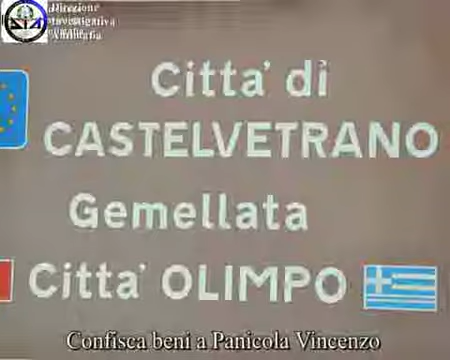 Direzione
Investigativa
Antimafia
Citta' di
CASTELVETRANO
Gemellata
Citta' OLIMPO
Confisca beni a Panicola Vincenzo